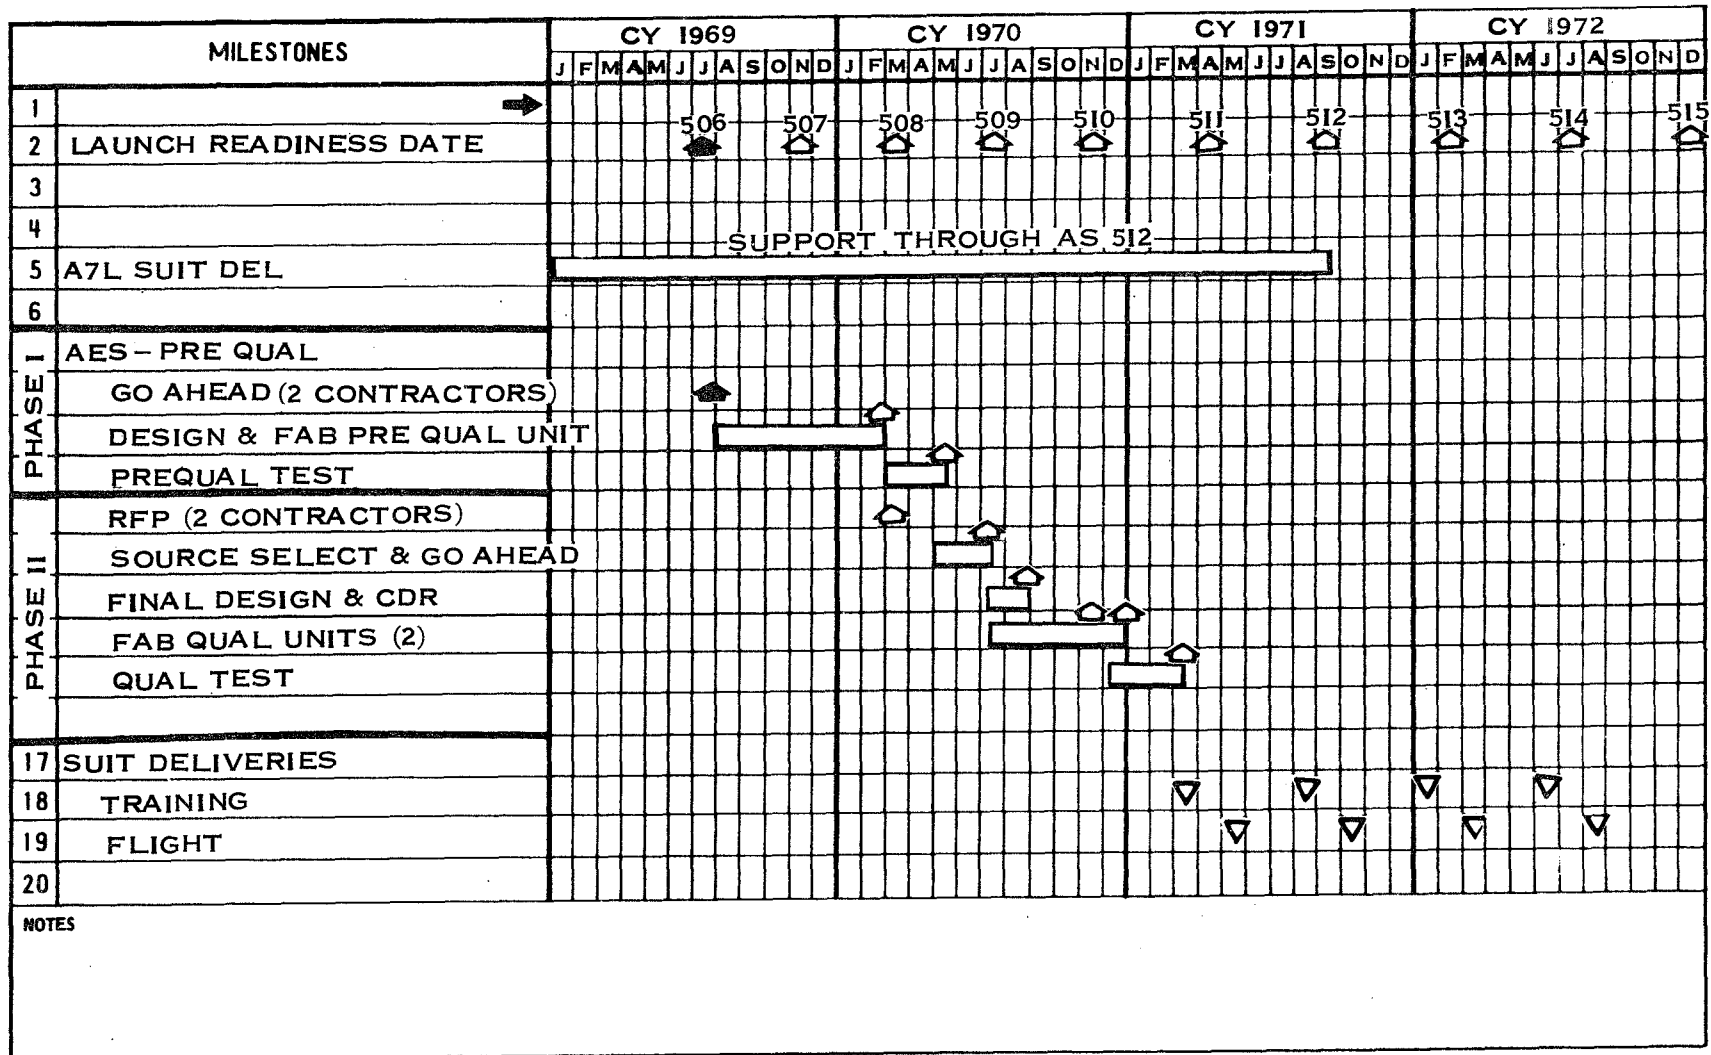 MILESTONES
CY 1969 CY 1970 CY 1971 CY 1972
J F M A M J J A S O N D J F M A M J J A S O N D J F M A M J J A S O N D J F M A M J J A S O N D
1
506 507 508 509 510 511 512 513 514 515
2 LAUNCH READINESS DATE
3
4
SUPPORT THROUGH AS 512
5 A7L SUIT DEL
6
PHASE I
AES - PRE QUAL
GO AHEAD (2 CONTRACTORS)
DESIGN & FAB PRE QUAL UNIT
PREQUAL TEST
PHASE II
RFP (2 CONTRACTORS)
SOURCE SELECT & GO AHEAD
FINAL DESIGN & CDR
FAB QUAL UNITS (2)
QUAL TEST
17 SUIT DELIVERIES
18 TRAINING
19 FLIGHT
20
NOTES